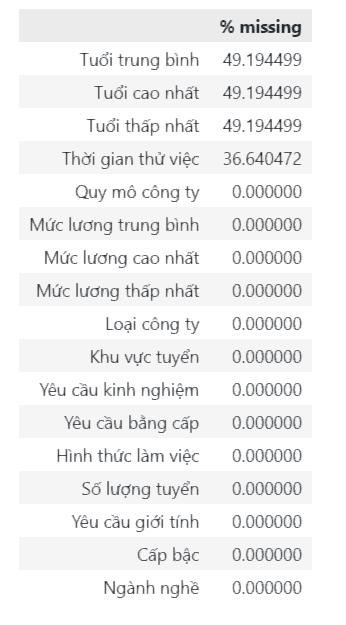 % missing
Tuổi trung bình 49.194499
Tuổi cao nhất 49.194499
Tuổi thấp nhất 49.194499
Thời gian thử việc 36.640472
Quy mô công ty 0.000000
Mức lương trung bình 0.000000
Mức lương cao nhất 0.000000
Mức lương thấp nhất 0.000000
Loại công ty 0.000000
Khu vực tuyển 0.000000
Yêu cầu kinh nghiệm 0.000000
Yêu cầu bằng cấp 0.000000
Hình thức làm việc 0.000000
Số lượng tuyển 0.000000
Yêu cầu giới tính 0.000000
Cấp bậc 0.000000
Ngành nghề 0.000000